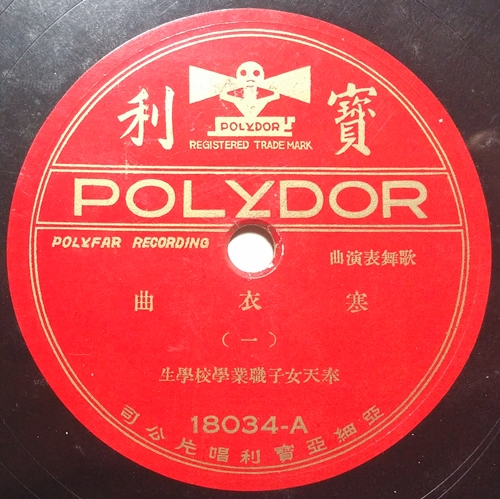 寶利
POLYDOR
REGISTERED TRADE MARK
POLYDOR
POLYFAR RECORDING
歌舞表演曲
寒衣曲
（一）
奉天女子職業學校學生
18034-A
亞細亞寶利唱片公司